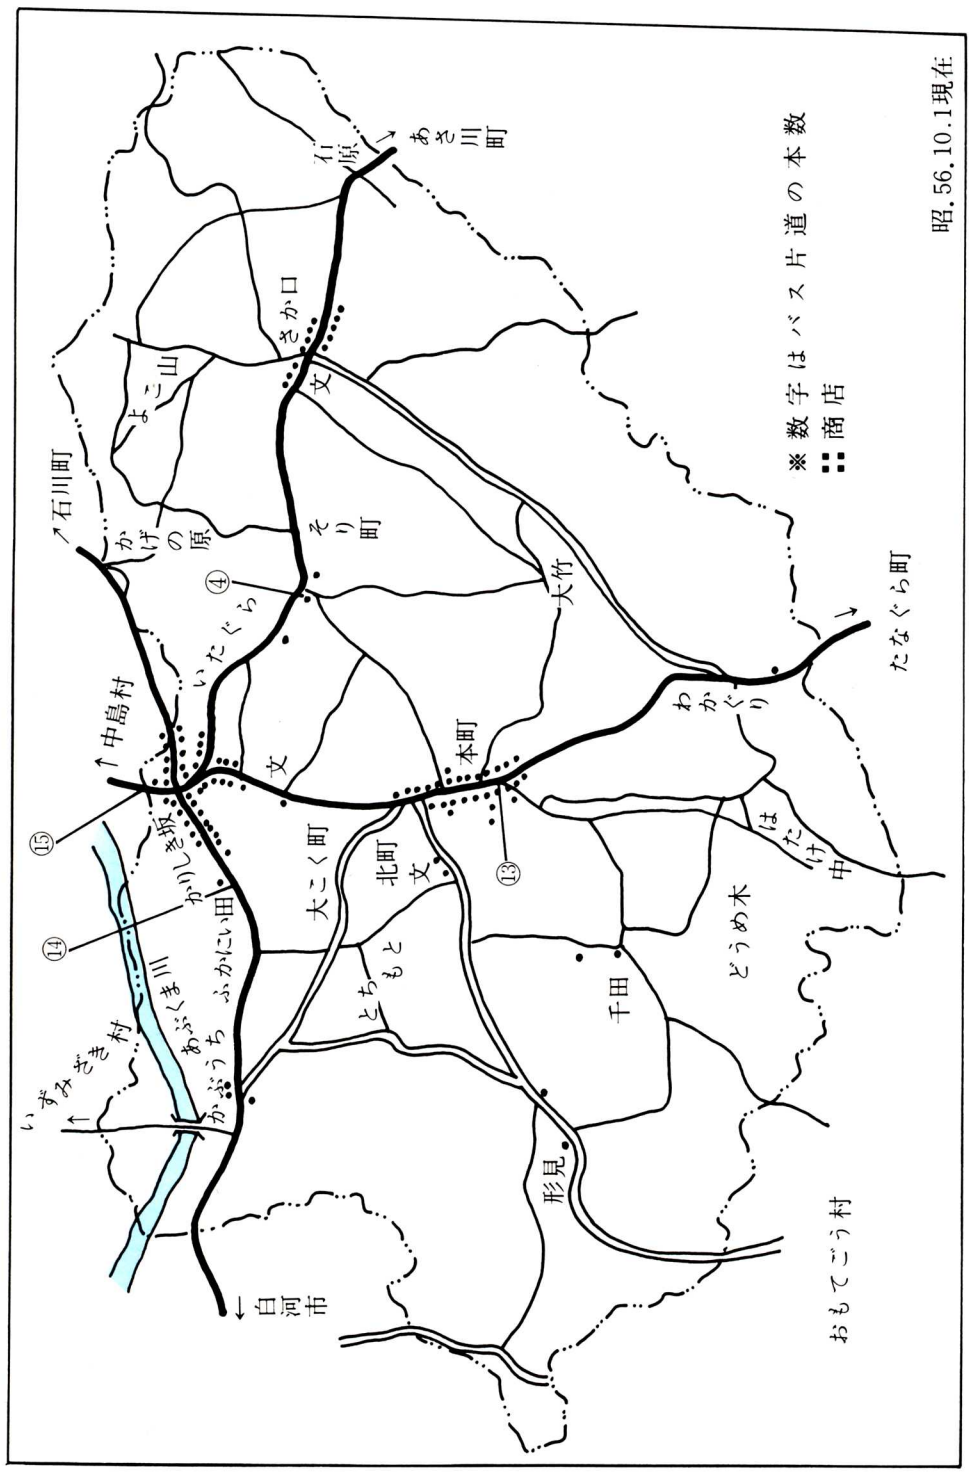 いずみざき村
↑
↑中島村
↗石川町
⑮
⑭
あぶくま川
かりしき坂
ふかにい田
かぶうち
←白河市
いたぐら
④
かげの原
よこ山
そり町
さか口
文
石原
→
あさ川町
文
大こく町
北町
文
本町
⑬
とちもと
大竹
形見
千田
どうめ木
はたけ中
わかぐり
→
たなぐら町
おもてごう村
※数字はバス片道の本数
商店
昭.56.10.1現在